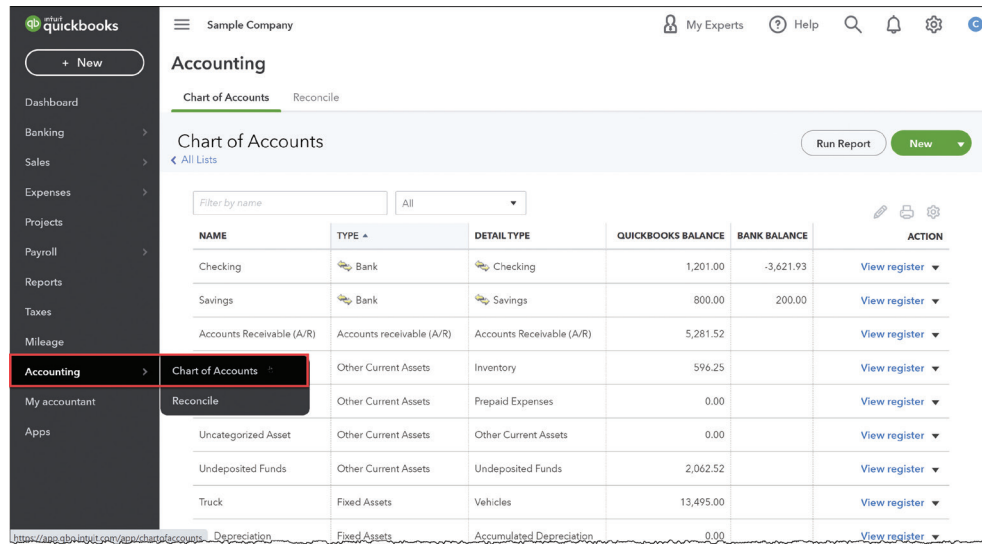 intuit
qb quickbooks
Sample Company
My Experts
? Help
C
+ New
Dashboard
Banking
Sales
Expenses
Projects
Payroll
Reports
Taxes
Mileage
Accounting
My accountant
Apps
Chart of Accounts
Reconcile
Accounting
Chart of Accounts Reconcile
Chart of Accounts
All Lists
Run Report
New
Filter by name
All
NAME TYPE DETAIL TYPE QUICKBOOKS BALANCE BANK BALANCE ACTION
Checking Bank Checking 1,201.00 -3,621.93 View register
Savings Bank Savings 800.00 200.00 View register
Accounts Receivable (A/R) Accounts receivable (A/R) Accounts Receivable (A/R) 5,281.52 View register
Other Current Assets Inventory 596.25 View register
Other Current Assets Prepaid Expenses 0.00 View register
Uncategorized Asset Other Current Assets Other Current Assets 0.00 View register
Undeposited Funds Other Current Assets Undeposited Funds 2,062.52 View register
Truck Fixed Assets Vehicles 13,495.00 View register
Depreciation Fixed Assets Accumulated Depreciation 0.00 View register
https://app.qbo.intuit.com/app/chartofaccounts